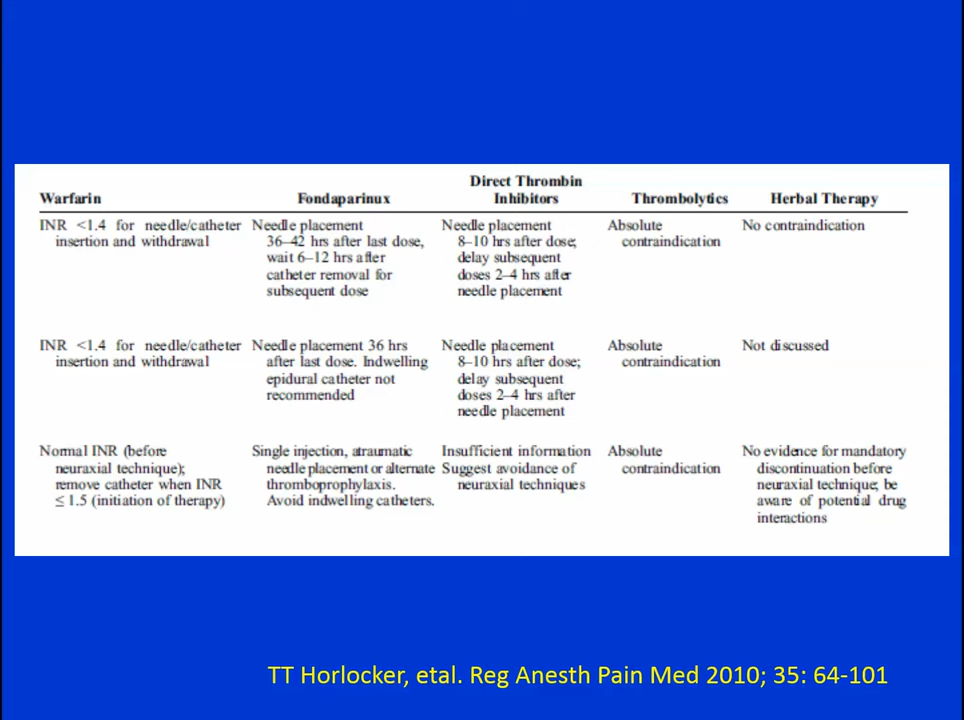 Warfarin Fondaparinux Direct Thrombin Inhibitors Thrombolytics Herbal Therapy
INR <1.4 for needle/catheter
insertion and withdrawal
Needle placement
36–42 hrs after last dose,
wait 6–12 hrs after
catheter removal for
subsequent dose
Needle placement
8–10 hrs after dose;
delay subsequent
doses 2–4 hrs after
needle placement
Absolute
contraindication
No contraindication
INR <1.4 for needle/catheter
insertion and withdrawal
Needle placement 36 hrs
after last dose. Indwelling
epidural catheter not
recommended
Needle placement
8–10 hrs after dose;
delay subsequent
doses 2–4 hrs after
needle placement
Absolute
contraindication
Not discussed
Normal INR (before
neuraxial technique);
remove catheter when INR
≤ 1.5 (initiation of therapy)
Single injection, atraumatic
needle placement or alternate
thromboprophylaxis.
Avoid indwelling catheters.
Insufficient information
Suggest avoidance of
neuraxial techniques
Absolute
contraindication
No evidence for mandatory
discontinuation before
neuraxial technique; be
aware of potential drug
interactions
TT Horlocker, etal. Reg Anesth Pain Med 2010; 35: 64-101